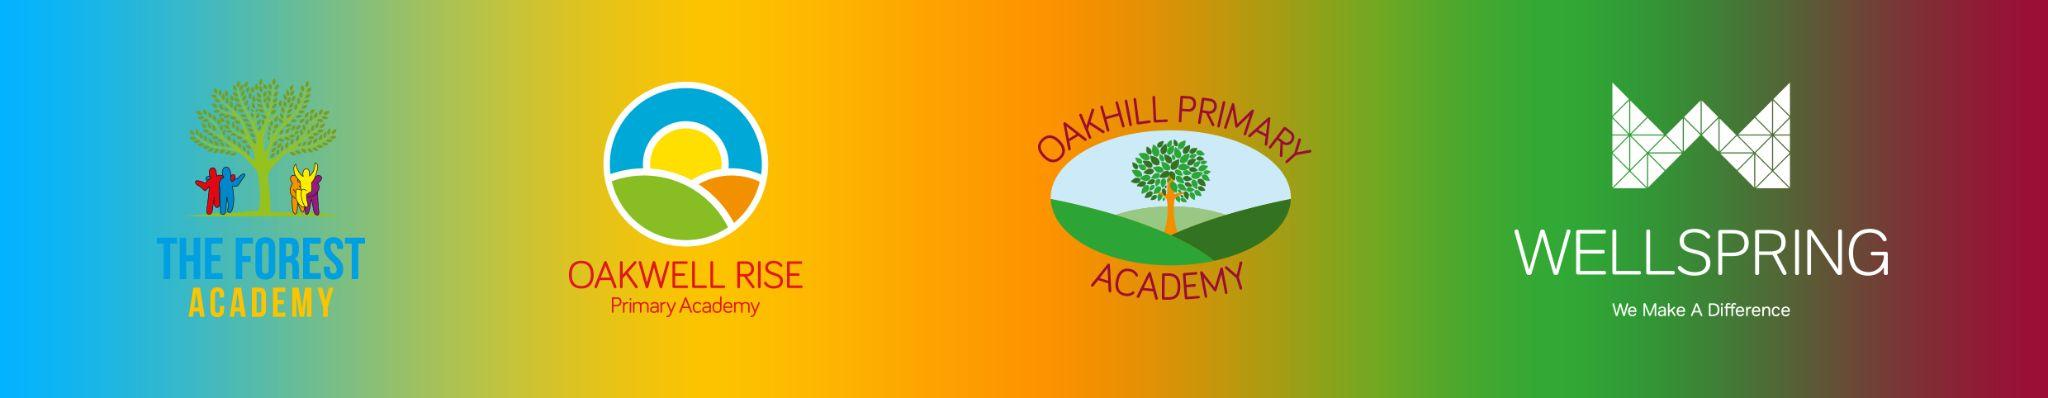 THE FOREST
ACADEMY
OAKWELL RISE
Primary Academy
OAKHILL PRIMARY
ACADEMY
WELLSPRING
We Make A Difference